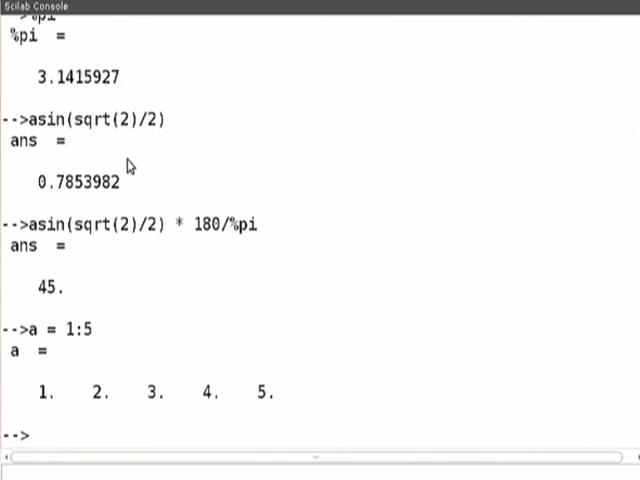 Scilab Console
-->%pi
%pi  =
3.1415927
-->asin(sqrt(2)/2)
ans  =
0.7853982
-->asin(sqrt(2)/2) * 180/%pi
ans  =
45.
-->a = 1:5
a  =
1.    2.    3.    4.    5.
-->